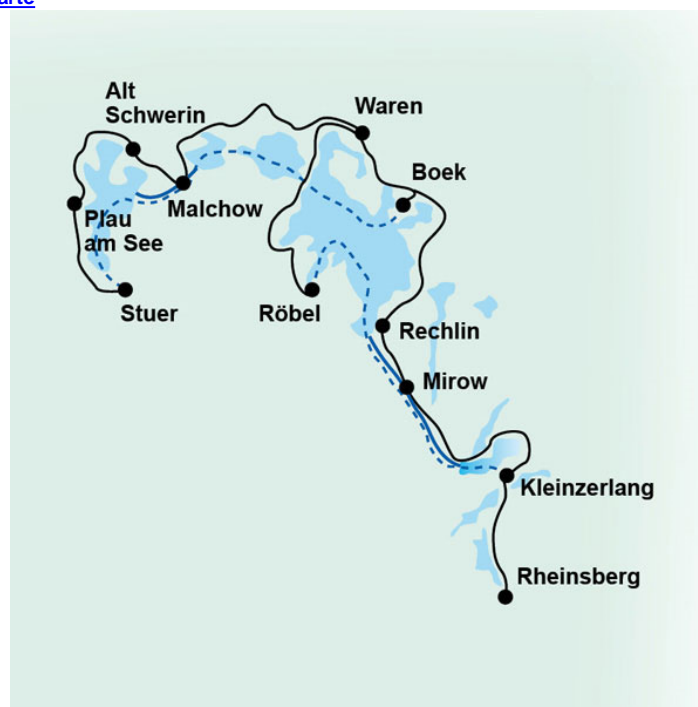 arte
Alt
Schwerin
Waren
Boek
Malchow
Plau
am See
Stuer
Röbel
Rechlin
Mirow
Kleinzerlang
Rheinsberg